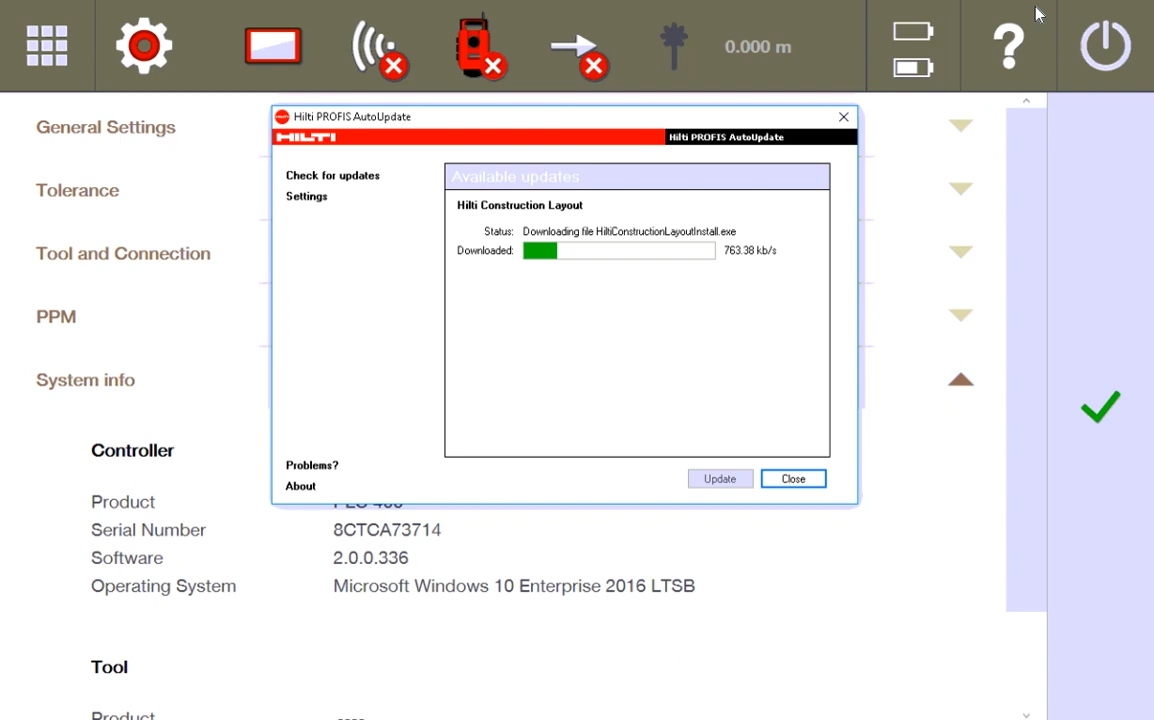 0.000 m
Hilti PROFIS AutoUpdate
HILTI
Hilti PROFIS AutoUpdate
General Settings
Tolerance
Tool and Connection
PPM
System info
Check for updates
Settings
Available updates
Hilti Construction Layout
Status: Downloading file HiltiConstructionLayoutInstall.exe
Downloaded: 763.38 kb/s
Problems?
About
Update
Close
Controller
Product
Serial Number 8CTCA73714
Software 2.0.0.336
Operating System Microsoft Windows 10 Enterprise 2016 LTSB
Tool
Product ----